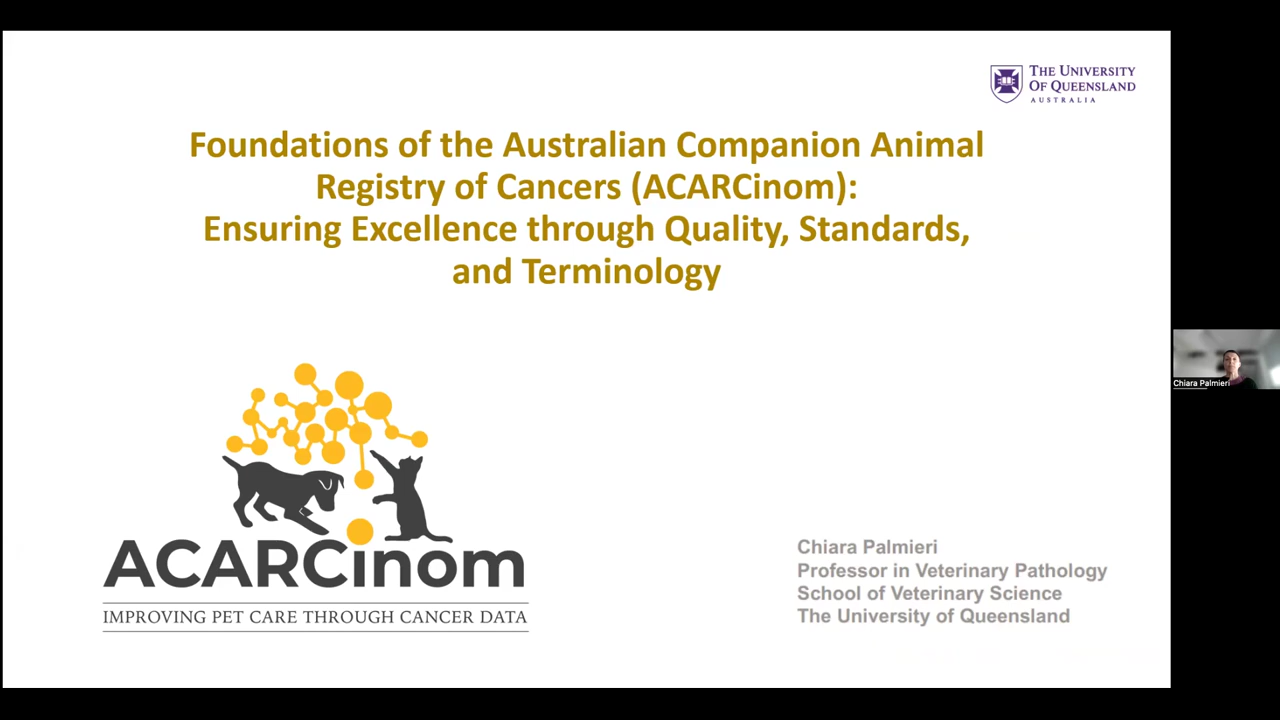 THE UNIVERSITY
OF QUEENSLAND
AUSTRALIA
Foundations of the Australian Companion Animal
Registry of Cancers (ACARCinom):
Ensuring Excellence through Quality, Standards,
and Terminology
Chiara Palmieri
ACARCinom
IMPROVING PET CARE THROUGH CANCER DATA
Chiara Palmieri
Professor in Veterinary Pathology
School of Veterinary Science
The University of Queensland